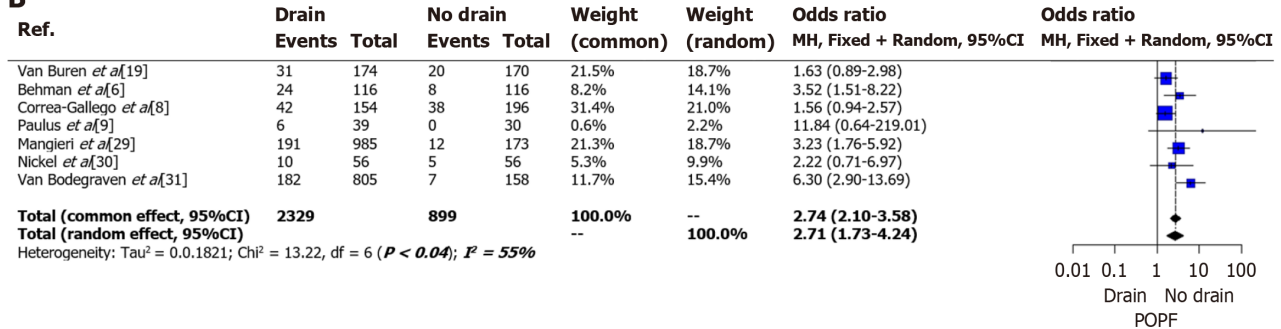 B
Drain No drain Weight Weight Odds ratio Odds ratio
Ref. Events Total Events Total (common) (random) MH, Fixed + Random, 95%CI MH, Fixed + Random, 95%CI
Van Buren et al[19] 31 174 20 170 21.5% 18.7% 1.63 (0.89-2.98)
Behman et al[6] 24 116 8 116 8.2% 14.1% 3.52 (1.51-8.22)
Correa-Gallego et al[8] 42 154 38 196 31.4% 21.0% 1.56 (0.94-2.57)
Paulus et al[9] 6 39 0 30 0.6% 2.2% 11.84 (0.64-219.01)
Mangieri et al[29] 191 985 12 173 21.3% 18.7% 3.23 (1.76-5.92)
Nickel et al[30] 10 56 5 56 5.3% 9.9% 2.22 (0.71-6.97)
Van Bodegraven et al[31] 182 805 7 158 11.7% 15.4% 6.30 (2.90-13.69)
Total (common effect, 95%CI) 2329 899 100.0% -- 2.74 (2.10-3.58)
Total (random effect, 95%CI) -- 100.0% 2.71 (1.73-4.24)
Heterogeneity: Tau² = 0.0.1821; Chi² = 13.22, df = 6 (P < 0.04); I² = 55%
0.01 0.1 1 10 100
Drain No drain
POPF